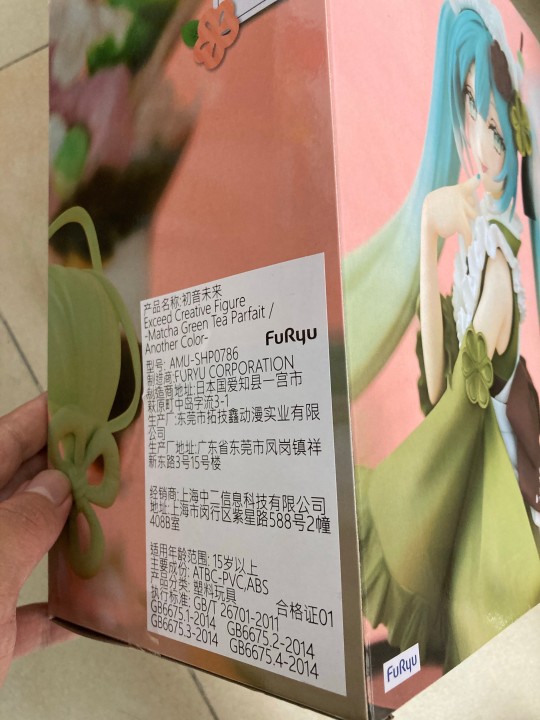 产品名称:初音未来
Exceed Creative Figure
-Matcha Green Tea Parfait /
Another Color-
FuRyu
型号: AMU-SHP0786
制造商:FURYU CORPORATION
制造商地址:日本国爱知县一宫市
萩原町中岛字流3-1
生产厂:东莞市拓技鑫动漫实业有限
公司
生产厂地址:广东省东莞市凤岗镇祥
新东路3号15号楼
经销商:上海中二信息科技有限公司
地址:上海市闵行区紫星路588号2幢
408B室
适用年龄范围: 15岁以上
主要成份: ATBC-PVC,ABS
产品分类: 塑料玩具
执行标准: GB/T 26701-2011
合格证01
GB6675.1-2014 GB6675.2-2014
GB6675.3-2014 GB6675.4-2014
FuRyu